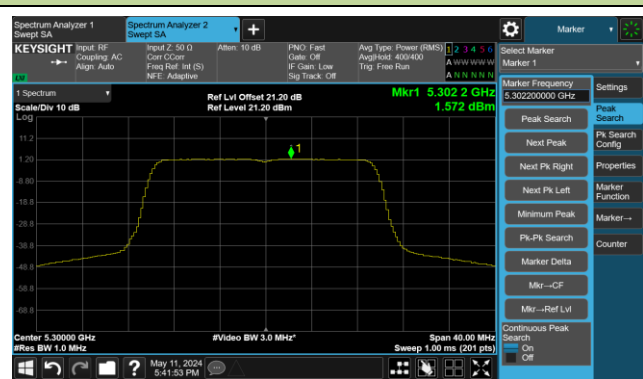 Spectrum Analyzer 1
Swept SA
Spectrum Analyzer 2
Swept SA
Marker
KEYSIGHT
Input: RF
Coupling: AC
Align: Auto
Input Z: 50 Ω
Corr CCorr
Freq Ref: Int (S)
NFE: Adaptive
Atten: 10 dB
PNO: Fast
Gate: Off
IF Gain: Low
Sig Track: Off
Avg Type: Power (RMS)
Avg|Hold: 400/400
Trig: Free Run
1 2 3 4 5 6
A W W W W W
A N N N N N
Select Marker
Marker 1
LXI
1 Spectrum
Scale/Div 10 dB
Log
Ref Lvl Offset 21.20 dB
Ref Level 21.20 dBm
Mkr1 5.302 2 GHz
1.572 dBm
1
11.2
1.20
-8.80
-18.8
-28.8
-38.8
-48.8
-58.8
-68.8
Center 5.30000 GHz
#Res BW 1.0 MHz
#Video BW 3.0 MHz*
Span 40.00 MHz
Sweep 1.00 ms (201 pts)
Marker Frequency
5.302200000 GHz
Peak Search
Next Peak
Next Pk Right
Next Pk Left
Minimum Peak
Pk-Pk Search
Marker Delta
Mkr→CF
Mkr→Ref Lvl
Continuous Peak
Search
On
Off
Settings
Peak
Search
Pk Search
Config
Properties
Marker
Function
Marker→
Counter
May 11, 2024
5:41:53 PM